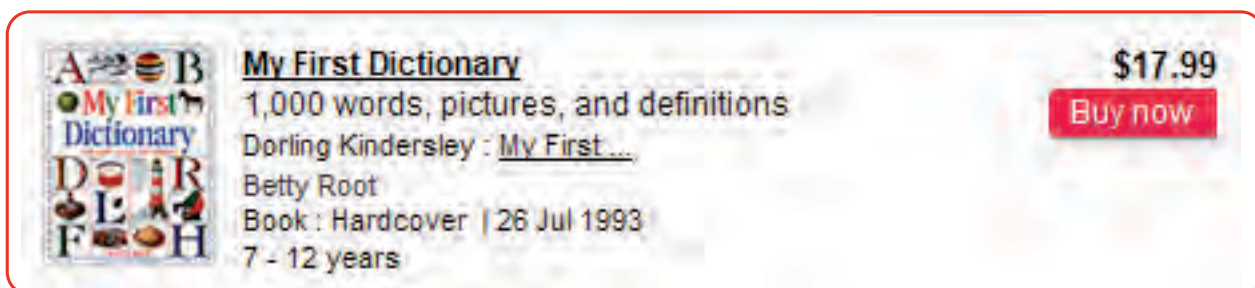 A B
My First
Dictionary
D R
L
F H
My First Dictionary
1,000 words, pictures, and definitions
Dorling Kindersley : My First ...
Betty Root
Book : Hardcover | 26 Jul 1993
7 - 12 years
$17.99
Buy now